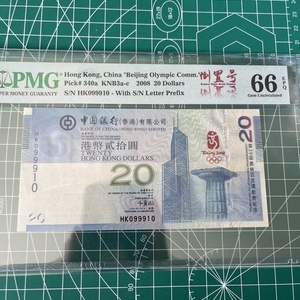 PMG
PAPER MONEY GUARANTY
Hong Kong, China "Beijing Olympic Comm."
Pick# 340a KNB3a-c 2008 20 Dollars
S/N HK099910 - With S/N Letter Prefix
66 EPQ
Gem Uncirculated
中國銀行(香港)有限公司
BANK OF CHINA (HONG KONG) LIMITED
港幣貳拾圓
TWENTY
HONG KONG DOLLARS
20
20
20
HK099910
HK099910